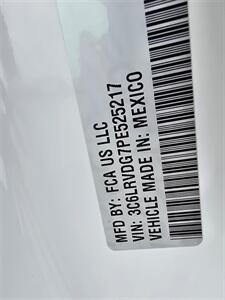 MFD BY: FCA US LLC
VIN: 3C6LRVDG7PE525217
VEHICLE MADE IN: MEXICO